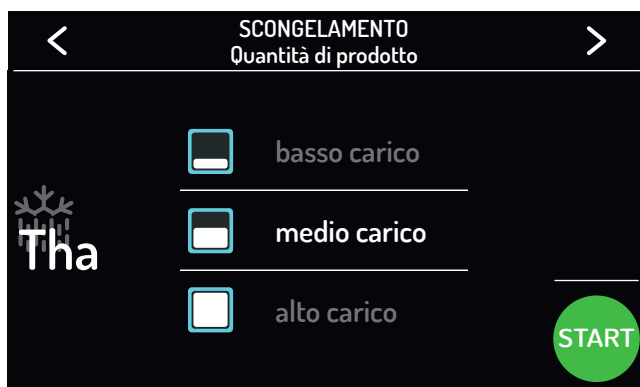 SCONGELAMENTO
Quantità di prodotto
basso carico
Tha
medio carico
alto carico
START